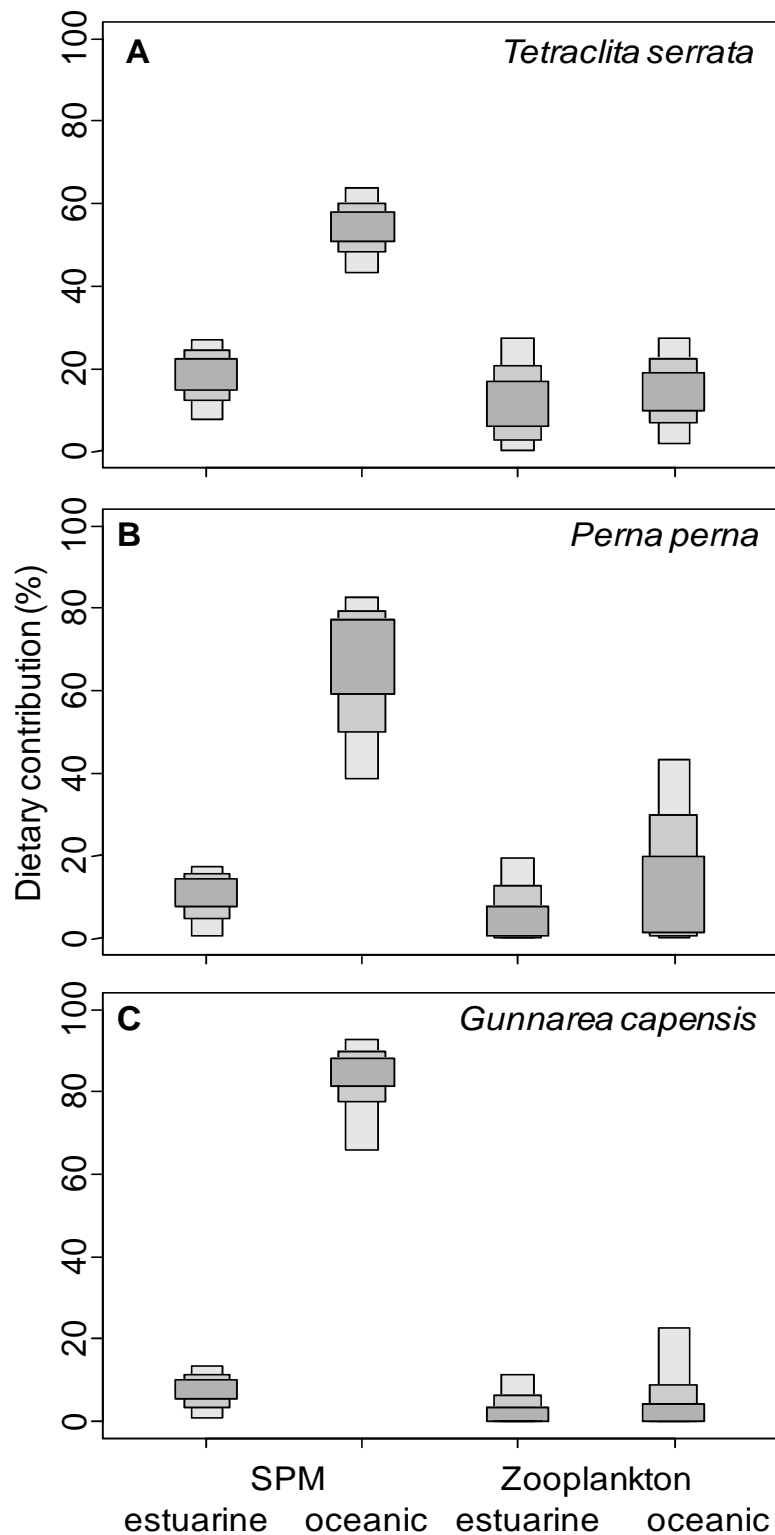 A
Tetraclita serrata
100
80
60
40
20
0
B
Perna perna
100
80
60
40
20
0
Dietary contribution (%)
C
Gunnarea capensis
100
80
60
40
20
0
SPM Zooplankton
estuarine oceanic estuarine oceanic